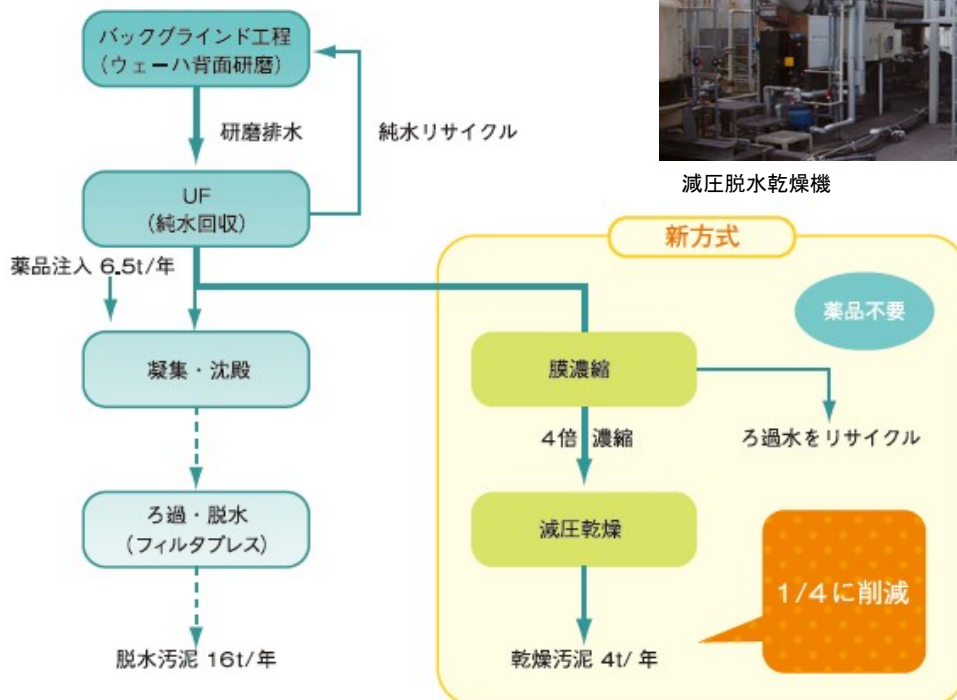 バックグラインド工程
(ウェーハ背面研磨)
研磨排水
純水リサイクル
減圧脱水乾燥機
UF
(純水回収)
薬品注入 6.5t/年
新方式
薬品不要
凝集・沈殿
膜濃縮
4倍 濃縮
ろ過水をリサイクル
ろ過・脱水
(フィルタプレス)
減圧乾燥
1/4に削減
脱水汚泥 16t/年
乾燥汚泥 4t/年